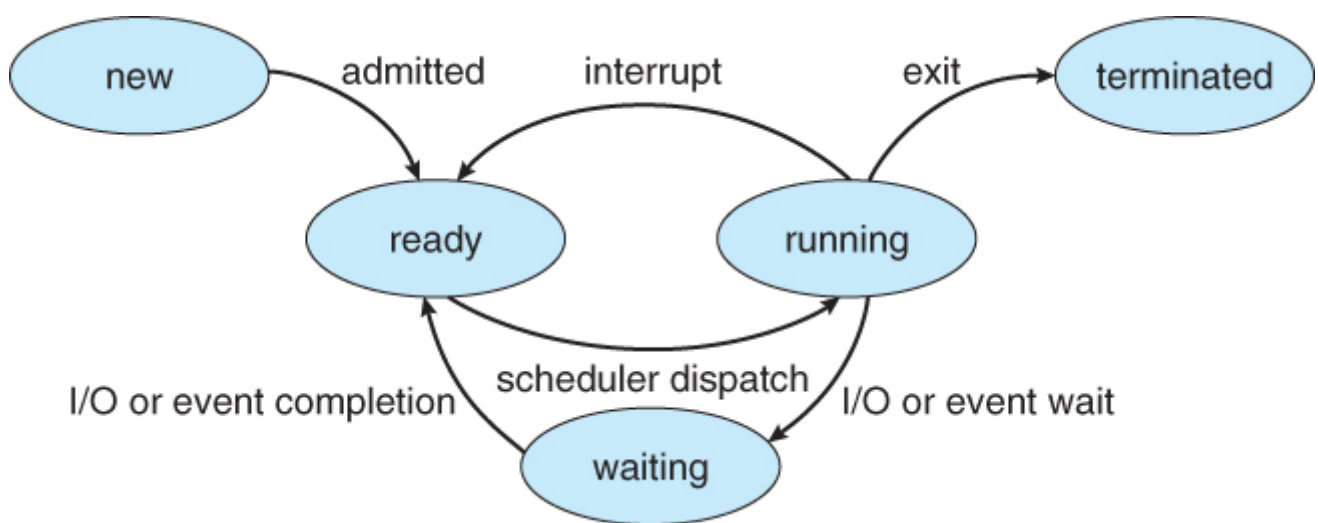 new
admitted
interrupt
exit
terminated
ready
running
scheduler dispatch
I/O or event completion
I/O or event wait
waiting